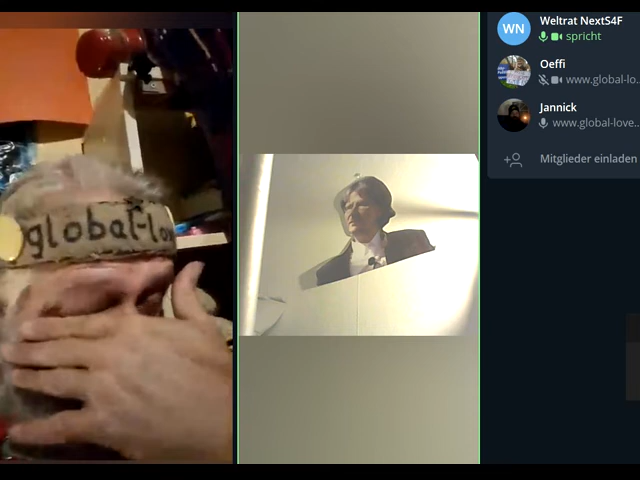 global-lo
WN
Weltrat NextS4F
spricht
Oeffi
www.global-lo...
Jannick
www.global-love...
Mitglieder einladen